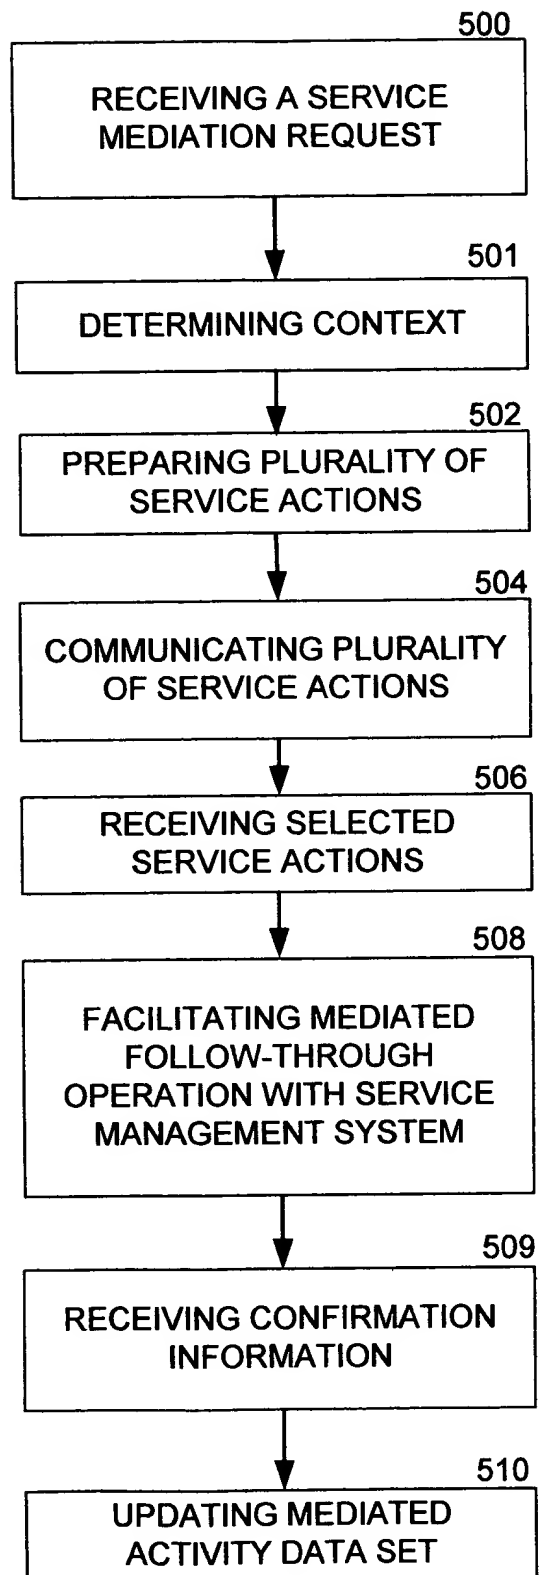 500
RECEIVING A SERVICE
MEDIATION REQUEST
501
DETERMINING CONTEXT
502
PREPARING PLURALITY OF
SERVICE ACTIONS
504
COMMUNICATING PLURALITY
OF SERVICE ACTIONS
506
RECEIVING SELECTED
SERVICE ACTIONS
508
FACILITATING MEDIATED
FOLLOW-THROUGH
OPERATION WITH SERVICE
MANAGEMENT SYSTEM
509
RECEIVING CONFIRMATION
INFORMATION
510
UPDATING MEDIATED
ACTIVITY DATA SET